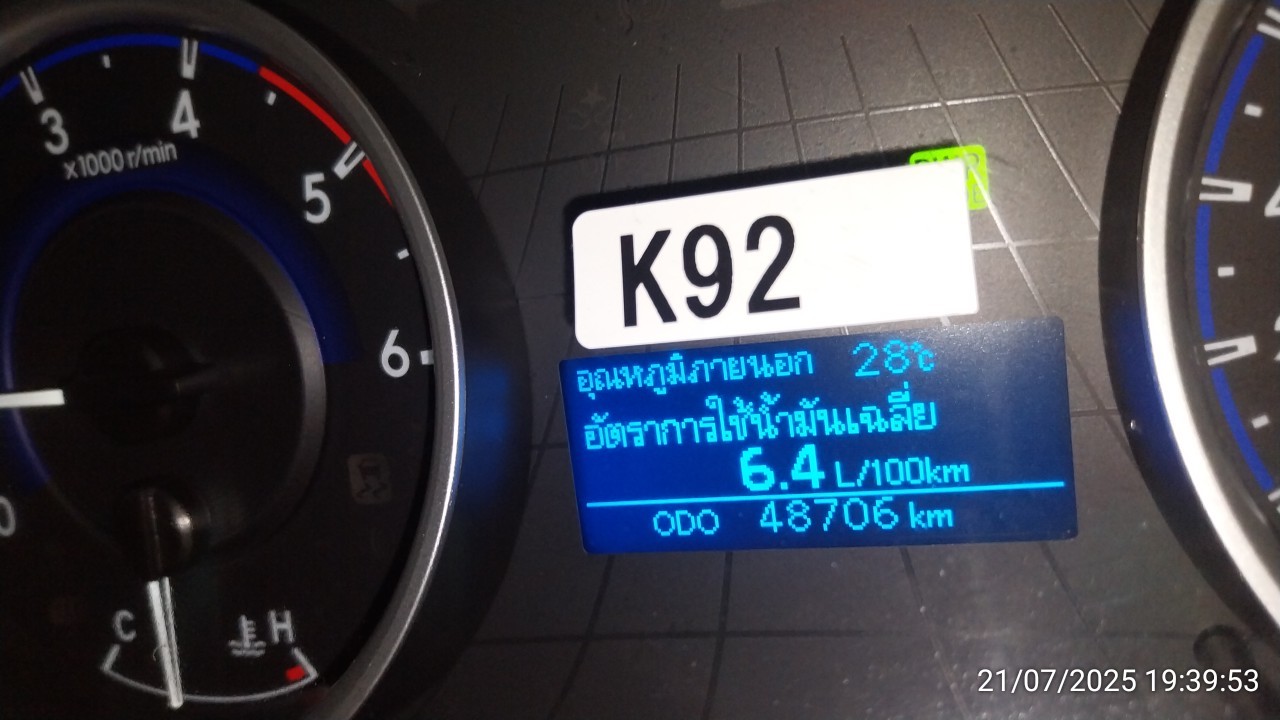 3
4
x1000 r/min
5
6
0
C
H
K92
อุณหภูมิภายนอก 28℃
อัตราการใช้น้ำมันเฉลี่ย
6.4 L/100km
ODO 48706 km
21/07/2025 19:39:53